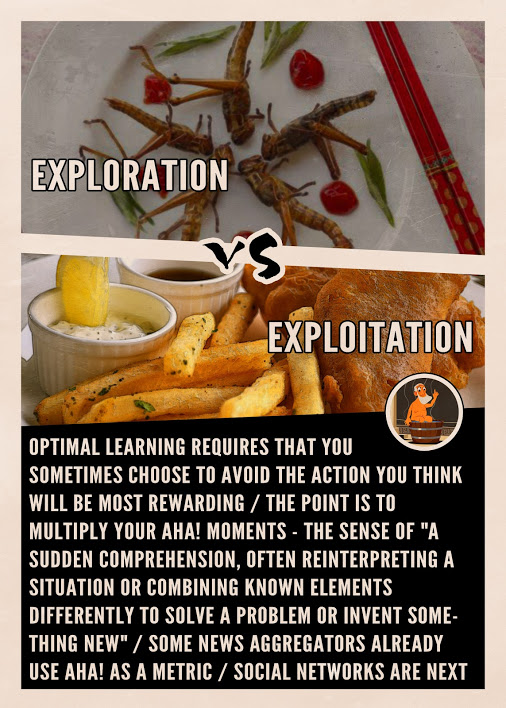 EXPLORATION
VS
EXPLOITATION
OPTIMAL LEARNING REQUIRES THAT YOU
SOMETIMES CHOOSE TO AVOID THE ACTION YOU THINK
WILL BE MOST REWARDING / THE POINT IS TO
MULTIPLY YOUR AHA! MOMENTS - THE SENSE OF "A
SUDDEN COMPREHENSION, OFTEN REINTERPRETING A
SITUATION OR COMBINING KNOWN ELEMENTS
DIFFERENTLY TO SOLVE A PROBLEM OR INVENT SOME-
THING NEW" / SOME NEWS AGGREGATORS ALREADY
USE AHA! AS A METRIC / SOCIAL NETWORKS ARE NEXT